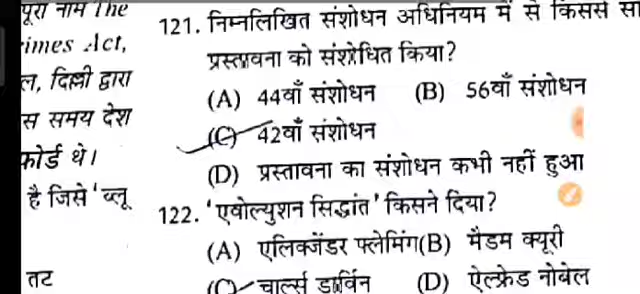 पूरा नाम The
imes Act,
ल, दिल्ली द्वारा
स समय देश
कोर्ड थे।
है जिसे 'ब्लू
तट
121. निम्नलिखित संशोधन अधिनियम में से किससे
प्रस्तावना को संशोधित किया?
(A) 44वाँ संशोधन (B) 56वाँ संशोधन
(C) 42वाँ संशोधन
(D) प्रस्तावना का संशोधन कभी नहीं हुआ
122. 'एवोल्युशन सिद्धांत' किसने दिया?
(A) एलिक्जेंडर फ्लेमिंग(B) मैडम क्यूरी
(C) चार्ल्स डार्विन (D) ऐल्फ्रेड नोबेल